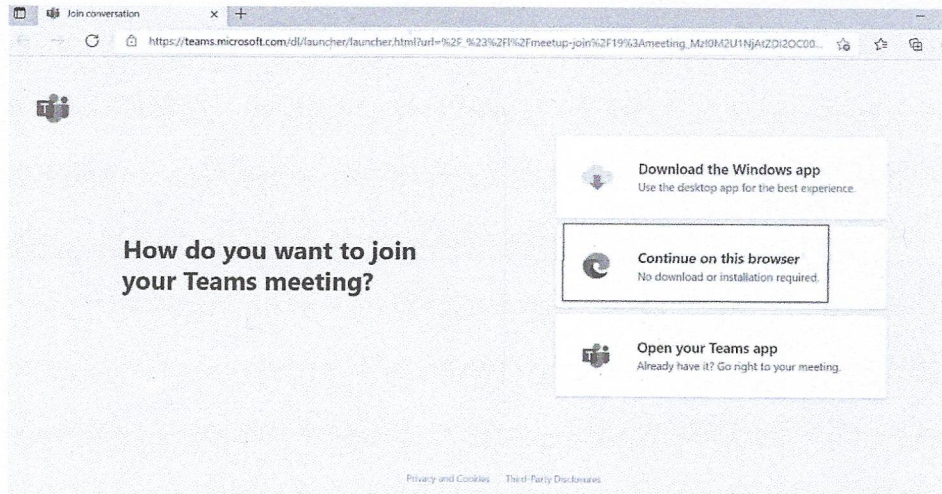 Join conversation
https://teams.microsoft.com/dl/launcher/launcher.html?url=%2F_%23%2Fl%2Fmeetup-join%2F19%3Ameeting_
How do you want to join
your Teams meeting?
Download the Windows app
Use the desktop app for the best experience.
Continue on this browser
No download or installation required.
Open your Teams app
Already have it? Go right to your meeting.
Privacy and Cookies Third-Party Disclosures